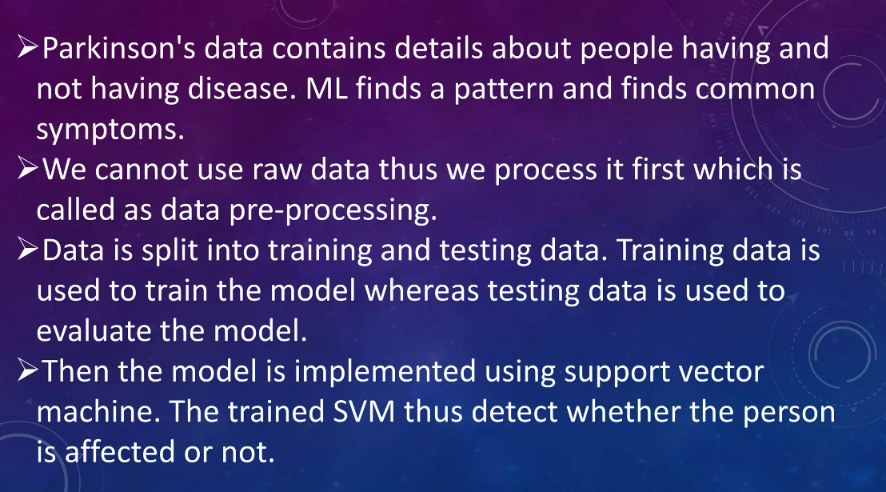 ➢Parkinson's data contains details about people having and
not having disease. ML finds a pattern and finds common
symptoms.
➢We cannot use raw data thus we process it first which is
called as data pre-processing.
➢Data is split into training and testing data. Training data is
used to train the model whereas testing data is used to
evaluate the model.
➢Then the model is implemented using support vector
machine. The trained SVM thus detect whether the person
is affected or not.